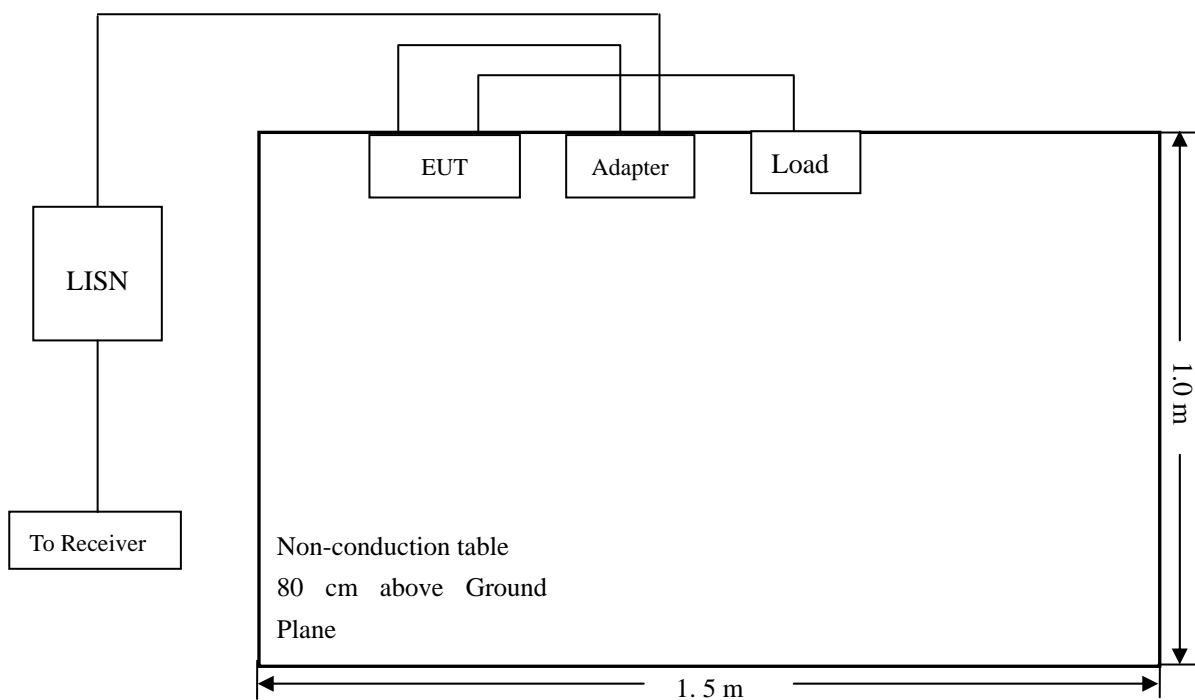 EUT
Adapter
Load
LISN
1.0 m
To Receiver
Non-conduction table
80 cm above Ground
Plane
1. 5 m